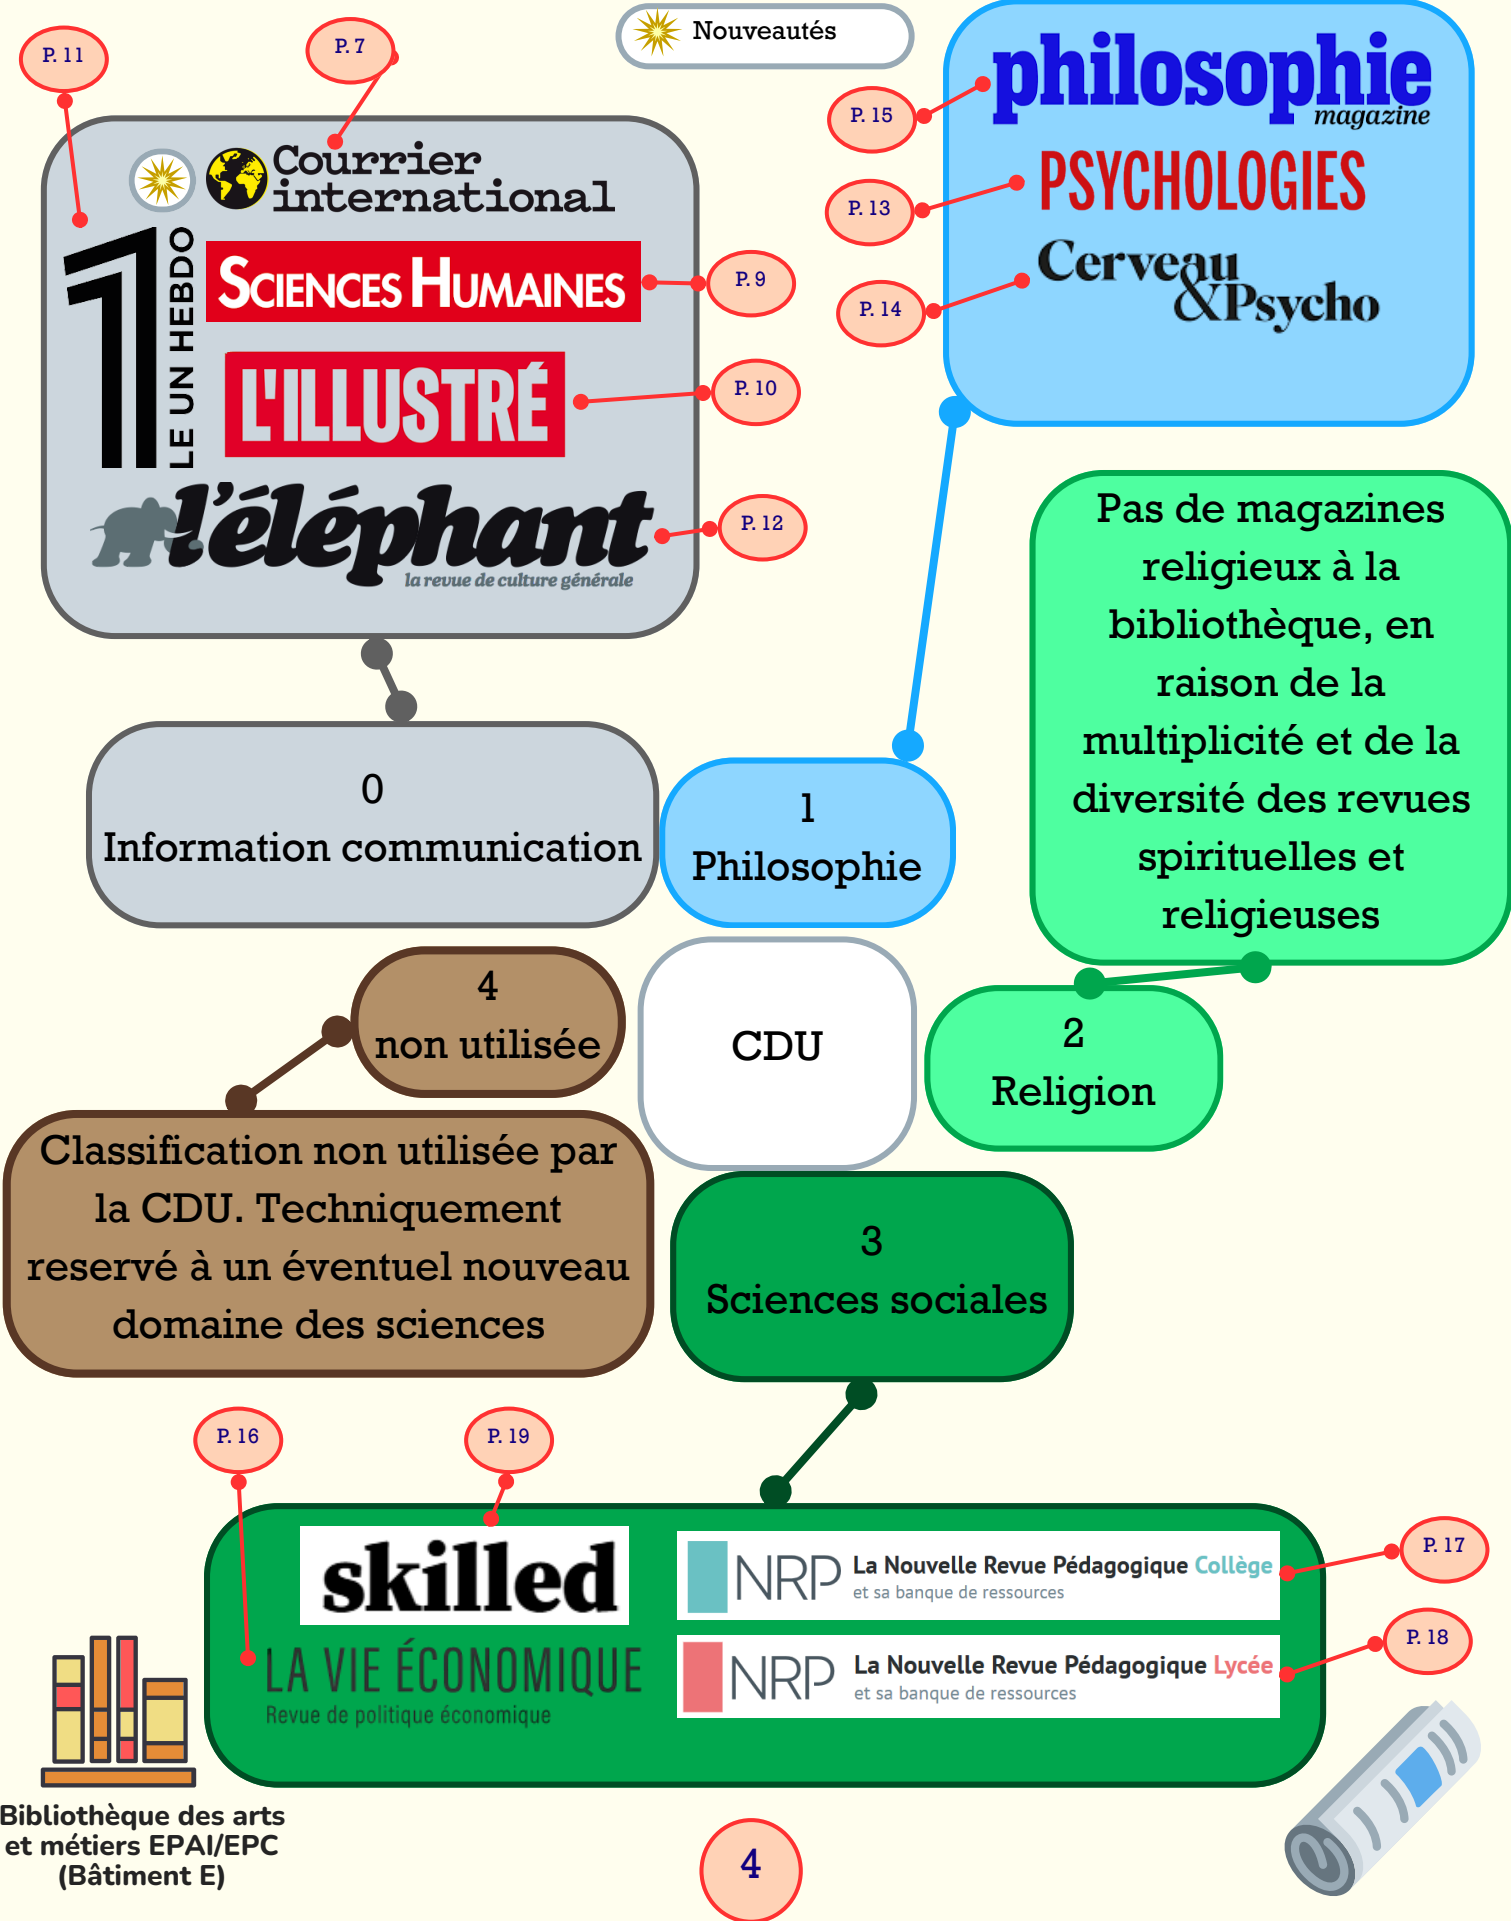 Nouveautés
P. 11
P. 7
Courrier
international
LE UN HEBDO
1
SCIENCES HUMAINES
P. 9
L'ILLUSTRÉ
P. 10
l'éléphant
la revue de culture générale
P. 12
philosophie
magazine
P. 15
PSYCHOLOGIES
P. 13
Cerveau
&Psycho
P. 14
Pas de magazines
religieux à la
bibliothèque, en
raison de la
multiplicité et de la
diversité des revues
spirituelles et
religieuses
0
Information communication
1
Philosophie
4
non utilisée
CDU
2
Religion
Classification non utilisée par
la CDU. Techniquement
reservé à un éventuel nouveau
domaine des sciences
3
Sciences sociales
P. 16
P. 19
skilled
LA VIE ÉCONOMIQUE
Revue de politique économique
NRP La Nouvelle Revue Pédagogique Collège
et sa banque de ressources
P. 17
NRP La Nouvelle Revue Pédagogique Lycée
et sa banque de ressources
P. 18
Bibliothèque des arts
et métiers EPAI/EPC
(Bâtiment E)
4